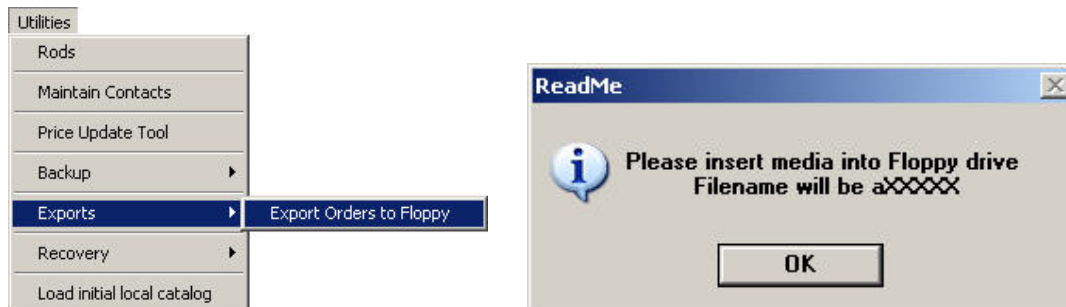 Utilities
Rods
Maintain Contacts
Price Update Tool
Backup
Exports
Export Orders to Floppy
Recovery
Load initial local catalog
ReadMe
Please insert media into Floppy drive
Filename will be aXXXXX
OK